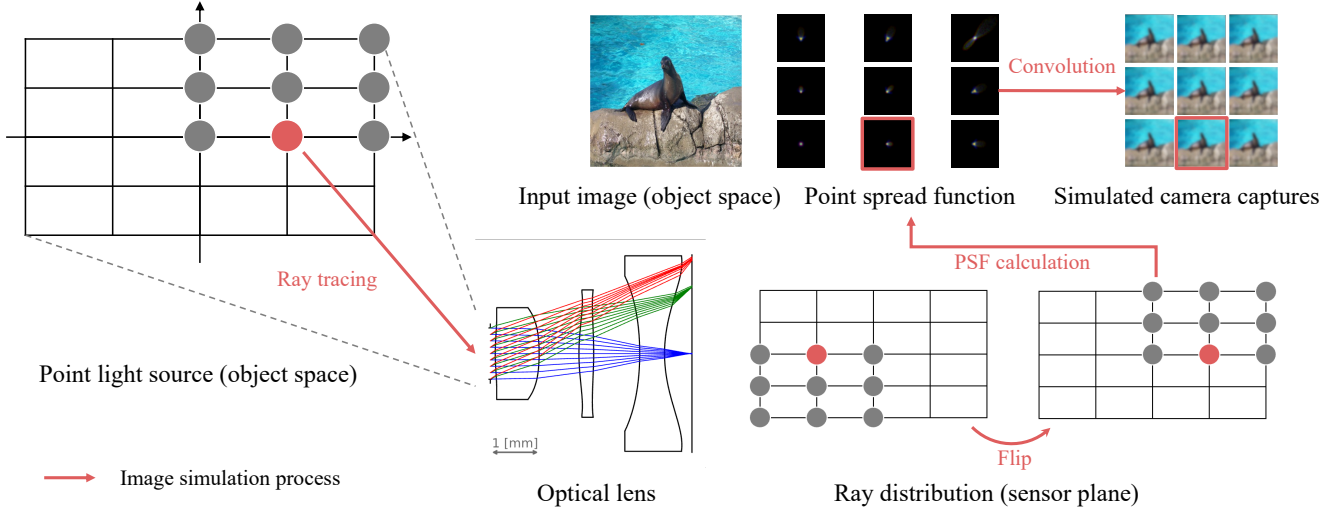 Convolution
Input image (object space)
Point spread function
Simulated camera captures
Ray tracing
PSF calculation
Point light source (object space)
1 [mm]
Flip
Image simulation process
Optical lens
Ray distribution (sensor plane)